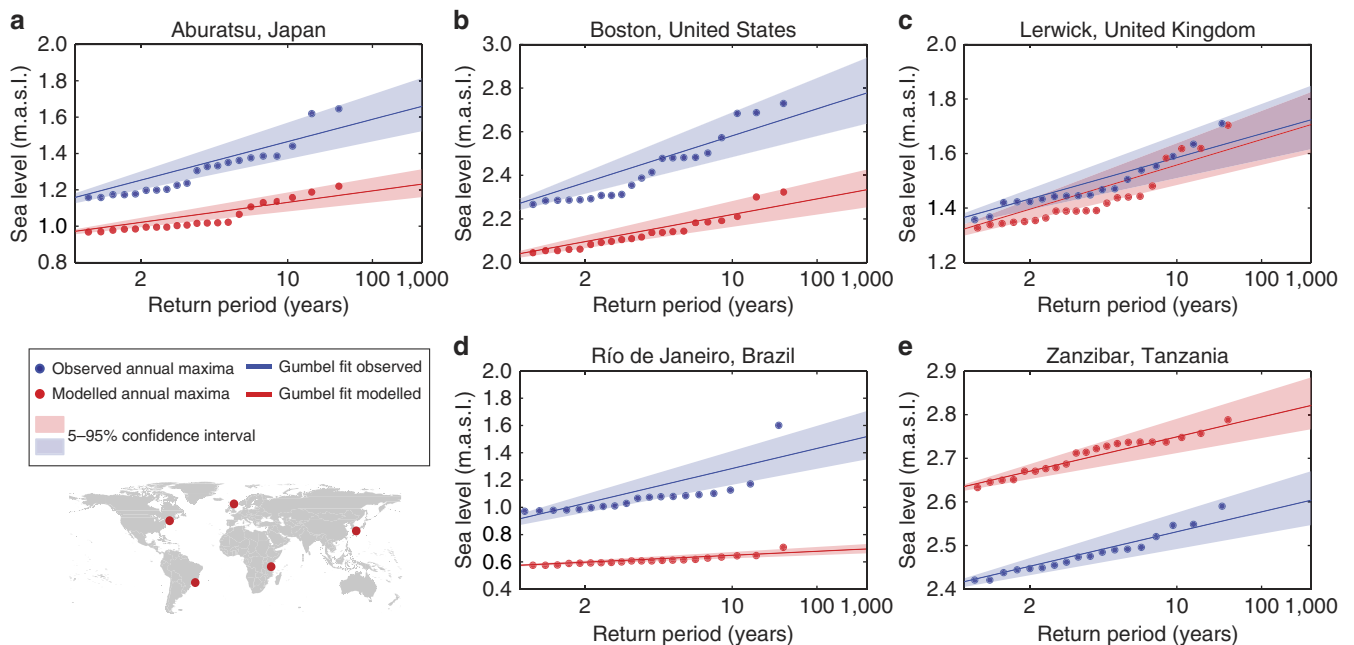 a
Aburatsu, Japan
2.0
1.8
1.6
1.4
1.2
1.0
0.8
Sea level (m.a.s.l.)
2
10
100
1,000
Return period (years)
b
Boston, United States
3.0
2.8
2.6
2.4
2.2
2.0
Sea level (m.a.s.l.)
2
10
100
1,000
Return period (years)
c
Lerwick, United Kingdom
2.0
1.8
1.6
1.4
1.2
Sea level (m.a.s.l.)
2
10
100
1,000
Return period (years)
Observed annual maxima
Gumbel fit observed
Modelled annual maxima
Gumbel fit modelled
5–95% confidence interval
d
Río de Janeiro, Brazil
2.0
1.8
1.6
1.4
1.2
1.0
0.8
0.6
0.4
Sea level (m.a.s.l.)
2
10
100
1,000
Return period (years)
e
Zanzibar, Tanzania
2.9
2.8
2.7
2.6
2.5
2.4
Sea level (m.a.s.l.)
2
10
100
1,000
Return period (years)